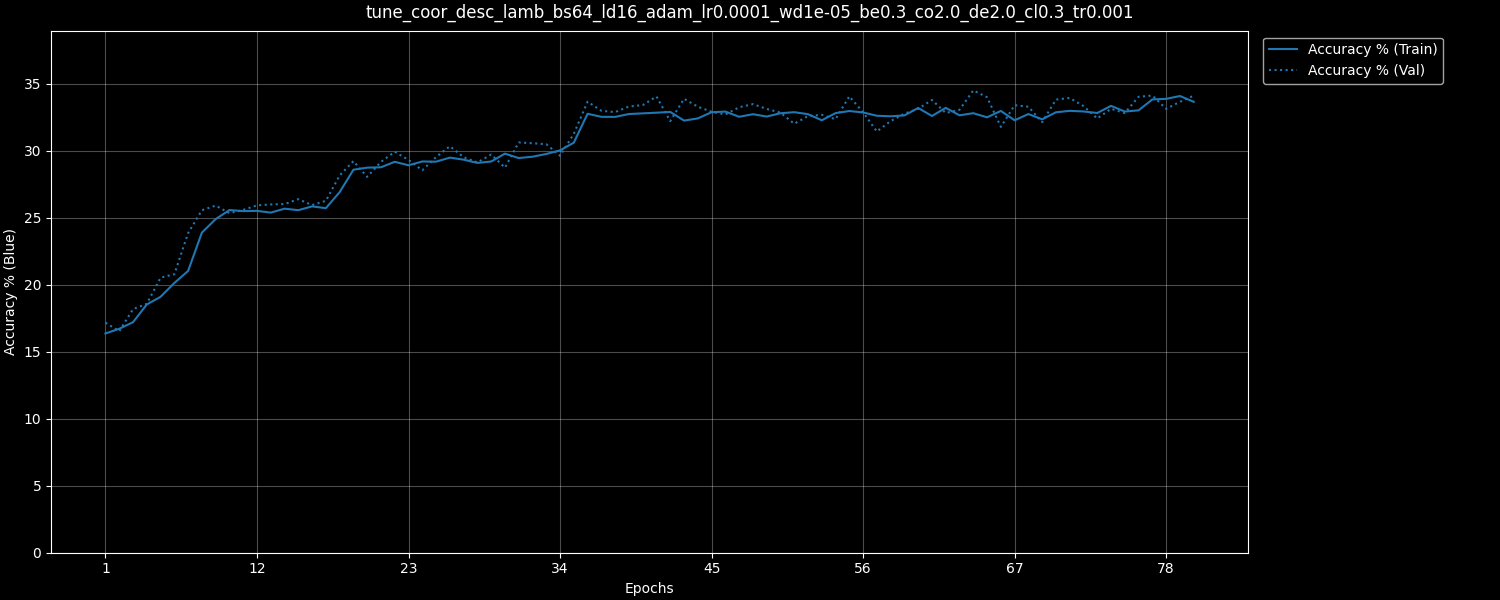 tune_coor_desc_lamb_bs64_ld16_adam_lr0.0001_wd1e-05_be0.3_co2.0_de2.0_cl0.3_tr0.001
Accuracy % (Train)
Accuracy % (Val)
35
30
25
20
15
10
5
0
Accuracy % (Blue)
1 12 23 34 45 56 67 78
Epochs